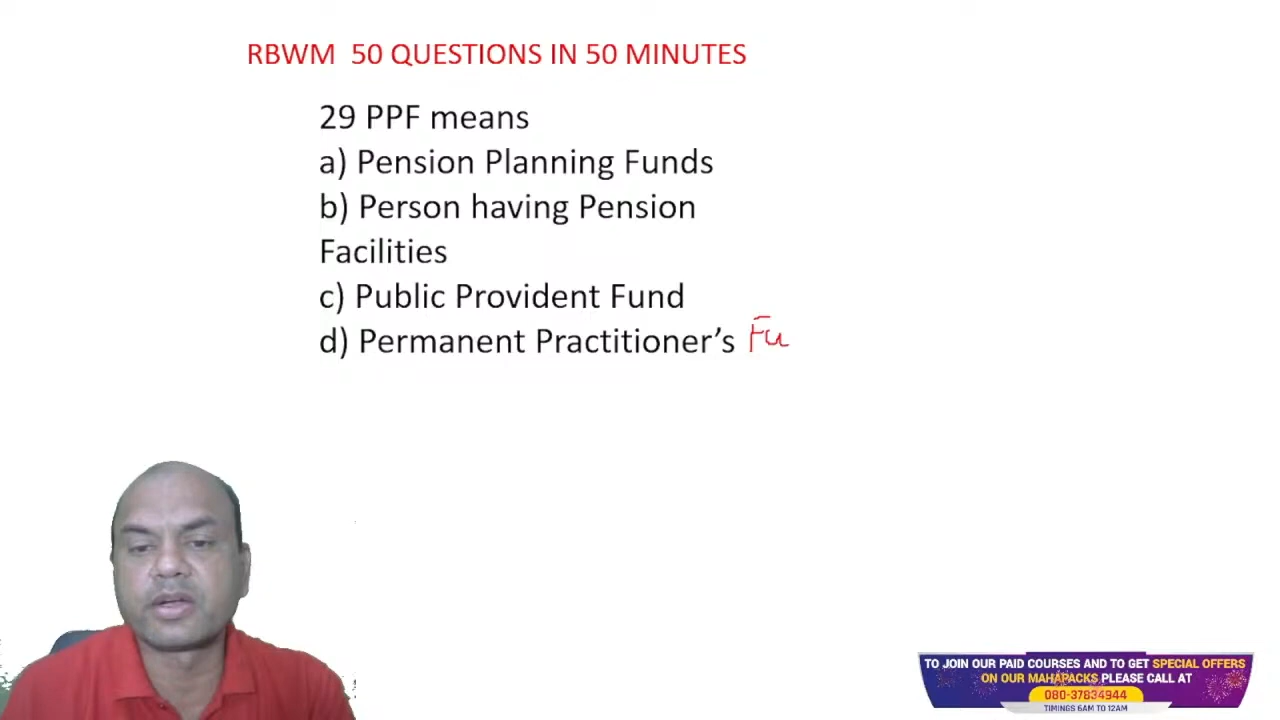 RBWM 50 QUESTIONS IN 50 MINUTES
29 PPF means
a) Pension Planning Funds
b) Person having Pension
Facilities
c) Public Provident Fund
d) Permanent Practitioner’s Fu
TO JOIN OUR PAID COURSES AND TO GET SPECIAL OFFERS
ON OUR MAHAPACKS PLEASE CALL AT
080-37834944
TIMINGS 6AM TO 12AM